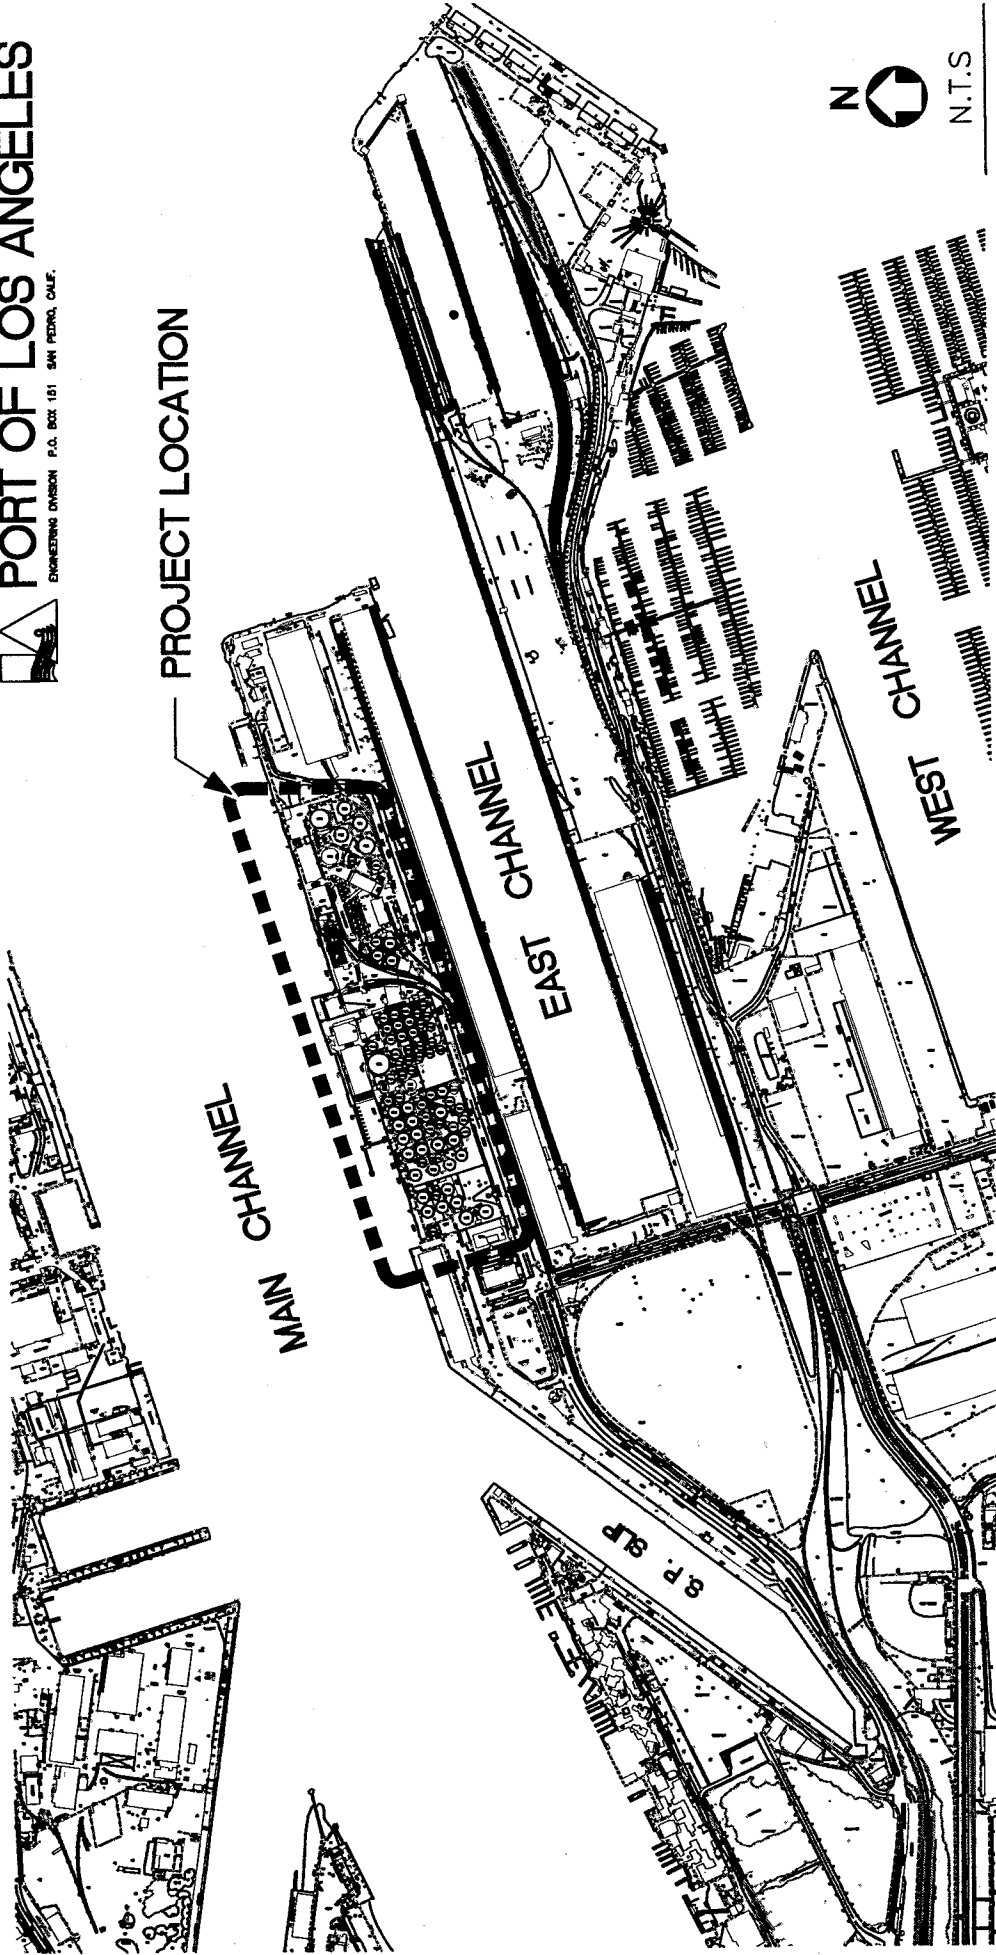 PORT OF LOS ANGELES
ENGINEERING DIVISION P.O. BOX 151 SAN PEDRO, CALIF.
PROJECT LOCATION
N
N.T.S
MAIN CHANNEL
EAST CHANNEL
WEST CHANNEL
S.P. SLIP